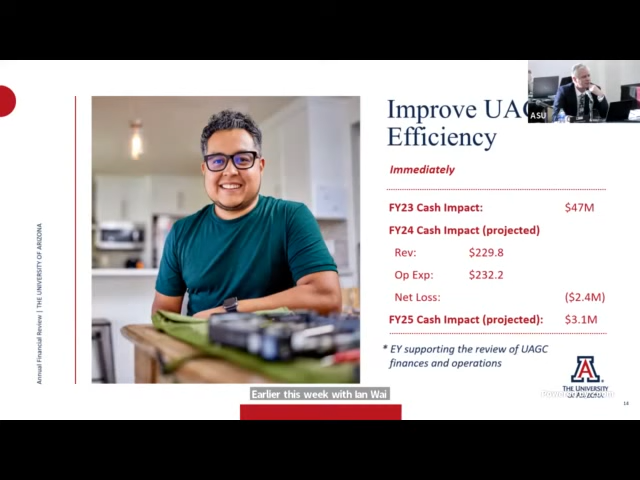 Improve UAG
Efficiency
ASU
Immediately
FY23 Cash Impact: $47M
FY24 Cash Impact (projected)
Rev: $229.8
Op Exp: $232.2
Net Loss: ($2.4M)
FY25 Cash Impact (projected): $3.1M
* EY supporting the review of UAGC
finances and operations
Annual Financial Review | THE UNIVERSITY OF ARIZONA
A
THE UNIVERSITY
OF ARIZONA
14
Earlier this week with Ian Wai